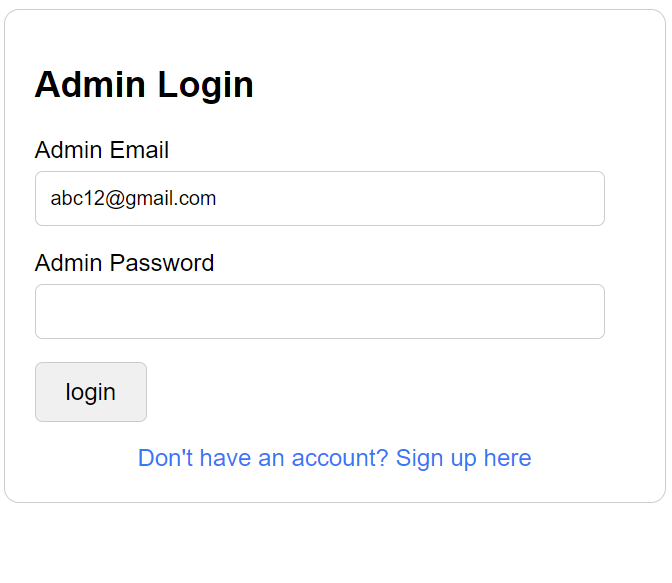 Admin Login
Admin Email
abc12@gmail.com
Admin Password
login
Don't have an account? Sign up here